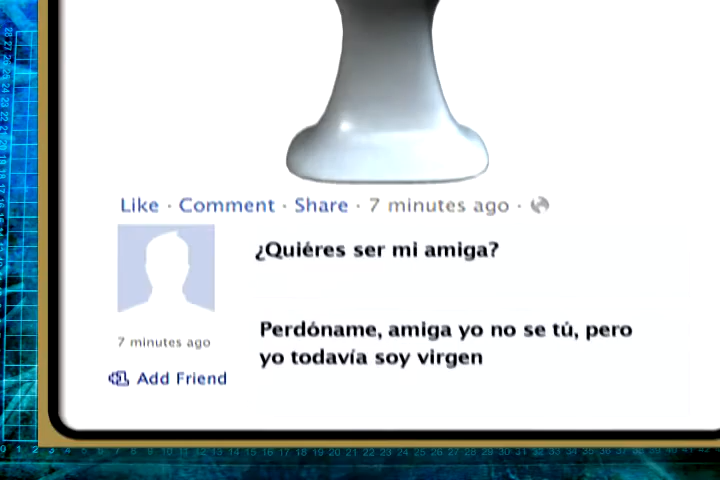 Like · Comment · Share · 7 minutes ago ·
¿Quiéres ser mi amiga?
Perdóname, amiga yo no se tú, pero
yo todavía soy virgen
7 minutes ago
Add Friend